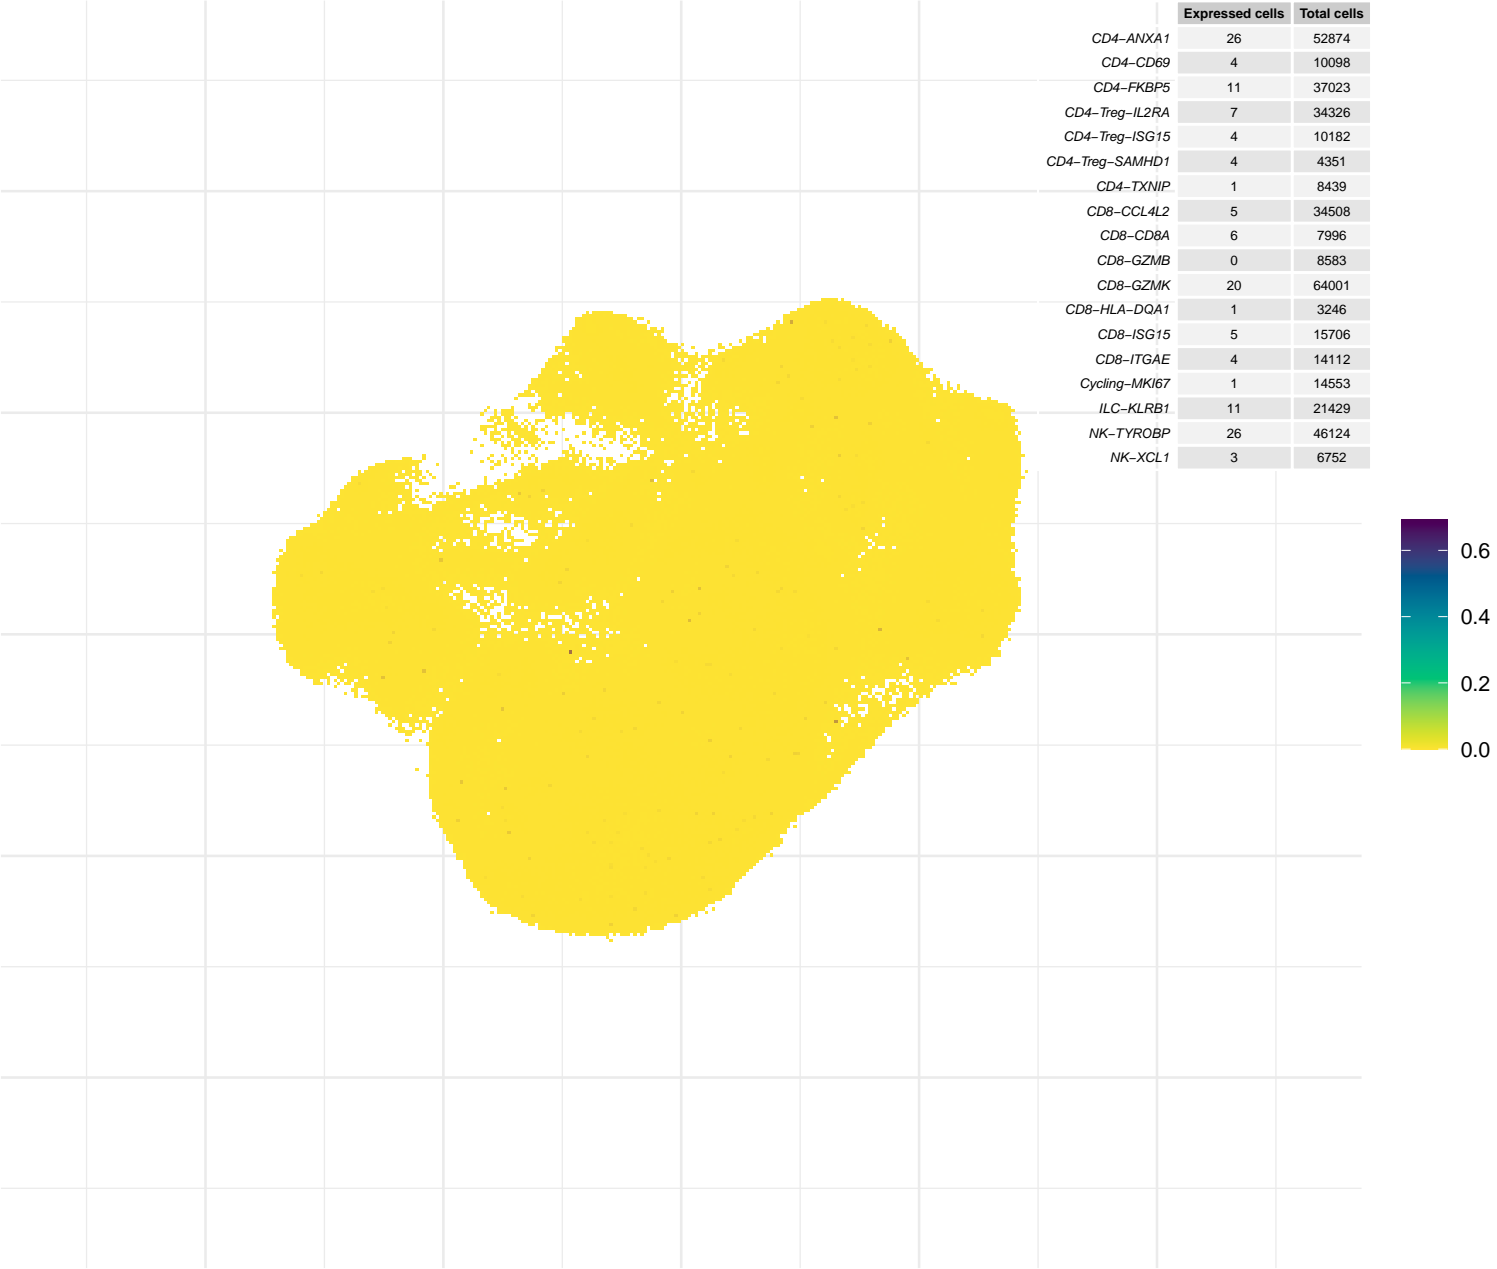 Expressed cells Total cells
CD4−ANXA1 26 52874
CD4−CD69 4 10098
CD4−FKBP5 11 37023
CD4−Treg−IL2RA 7 34326
CD4−Treg−ISG15 4 10182
CD4−Treg−SAMHD1 4 4351
CD4−TXNIP 1 8439
CD8−CCL4L2 5 34508
CD8−CD8A 6 7996
CD8−GZMB 0 8583
CD8−GZMK 20 64001
CD8−HLA−DQA1 1 3246
CD8−ISG15 5 15706
CD8−ITGAE 4 14112
Cycling−MKI67 1 14553
ILC−KLRB1 11 21429
NK−TYROBP 26 46124
NK−XCL1 3 6752
0.6
0.4
0.2
0.0